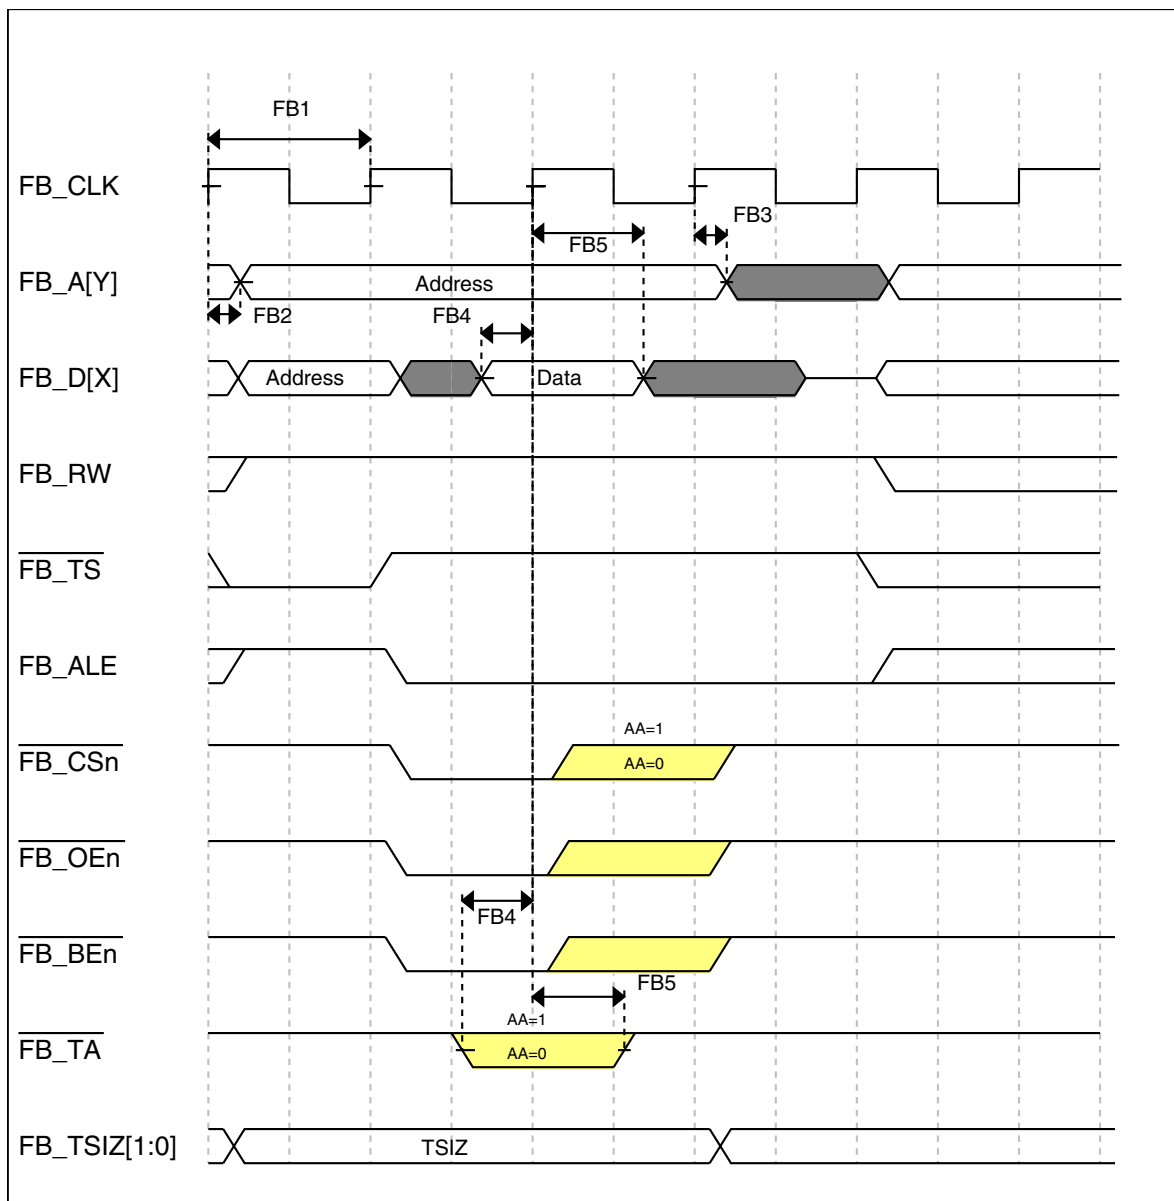 FB1
FB_CLK
FB3
FB5
FB_A[Y]
Address
FB2
FB4
FB_D[X]
Address
Data
FB_RW
FB_TS
FB_ALE
AA=1
FB_CSn
AA=0
FB_OEn
FB4
FB_BEn
FB5
AA=1
FB_TA
AA=0
FB_TSIZ[1:0]
TSIZ